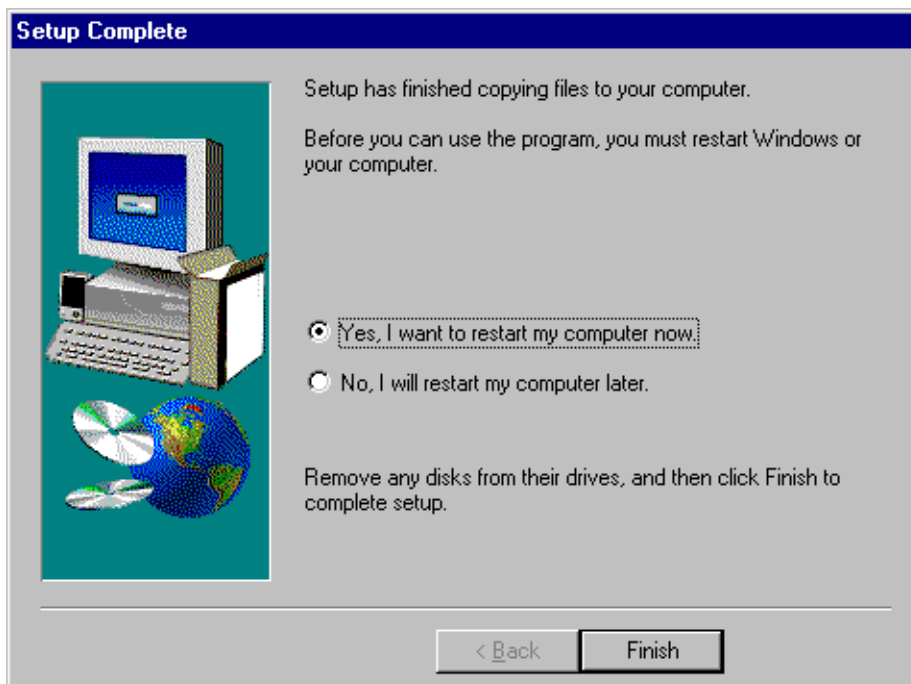 Setup Complete
Setup has finished copying files to your computer.
Before you can use the program, you must restart Windows or
your computer.
Yes, I want to restart my computer now.
No, I will restart my computer later.
Remove any disks from their drives, and then click Finish to
complete setup.
< Back
Finish